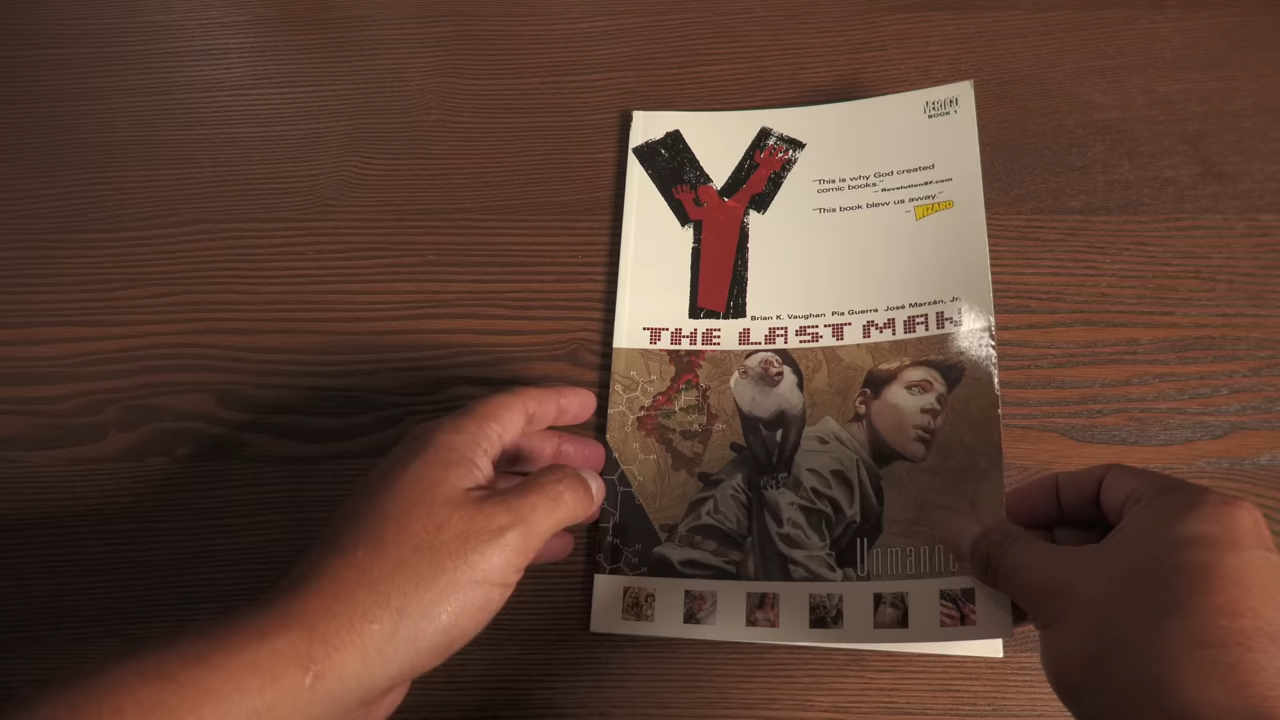 VERTIGO
BOOK 1
Y
"This is why God created
comic books."
– RevolutionSF.com
"This book blew us away."
– WIZARD
Brian K. Vaughan Pia Guerra José Marzán, Jr.
THE LAST MAN
Unmanne